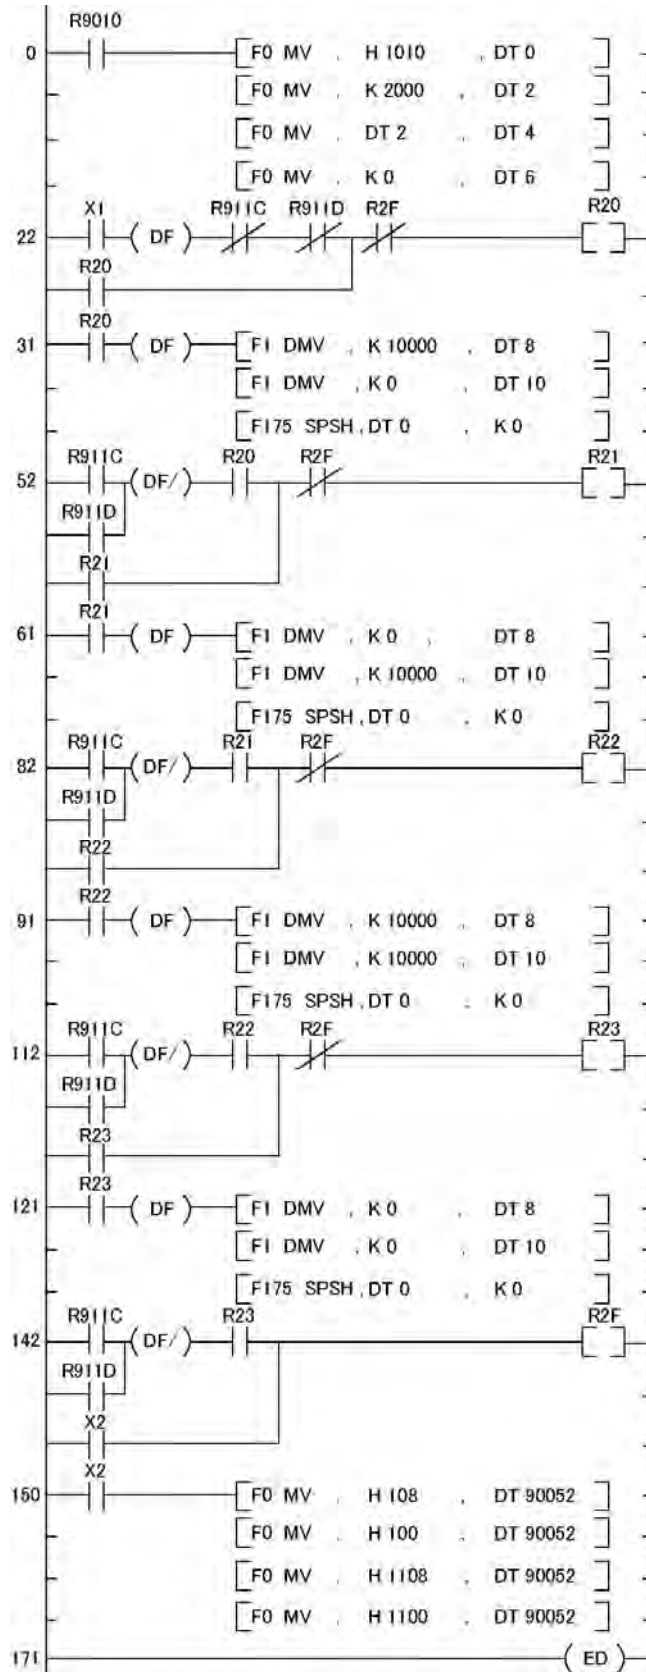 R9010
0 F0 MV , H 1010 , DT 0
F0 MV , K 2000 , DT 2
F0 MV , DT 2 , DT 4
F0 MV , K 0 , DT 6
X1 R911C R911D R2F R20
22 ( DF )
R20
R20
31 ( DF ) F1 DMV , K 10000 , DT 8
F1 DMV , K 0 , DT 10
F175 SPSH , DT 0 , K 0
R911C R20 R2F R21
52 ( DF/ )
R911D
R21
R21
61 ( DF ) F1 DMV , K 0 , DT 8
F1 DMV , K 10000 , DT 10
F175 SPSH , DT 0 , K 0
R911C R21 R2F R22
82 ( DF/ )
R911D
R22
R22
91 ( DF ) F1 DMV , K 10000 , DT 8
F1 DMV , K 10000 , DT 10
F175 SPSH , DT 0 , K 0
R911C R22 R2F R23
112 ( DF/ )
R911D
R23
R23
121 ( DF ) F1 DMV , K 0 , DT 8
F1 DMV , K 0 , DT 10
F175 SPSH , DT 0 , K 0
R911C R23 R2F
142 ( DF/ )
R911D
X2
X2
150 F0 MV , H 108 , DT 90052
F0 MV , H 100 , DT 90052
F0 MV , H 1108 , DT 90052
F0 MV , H 1100 , DT 90052
171 ( ED )